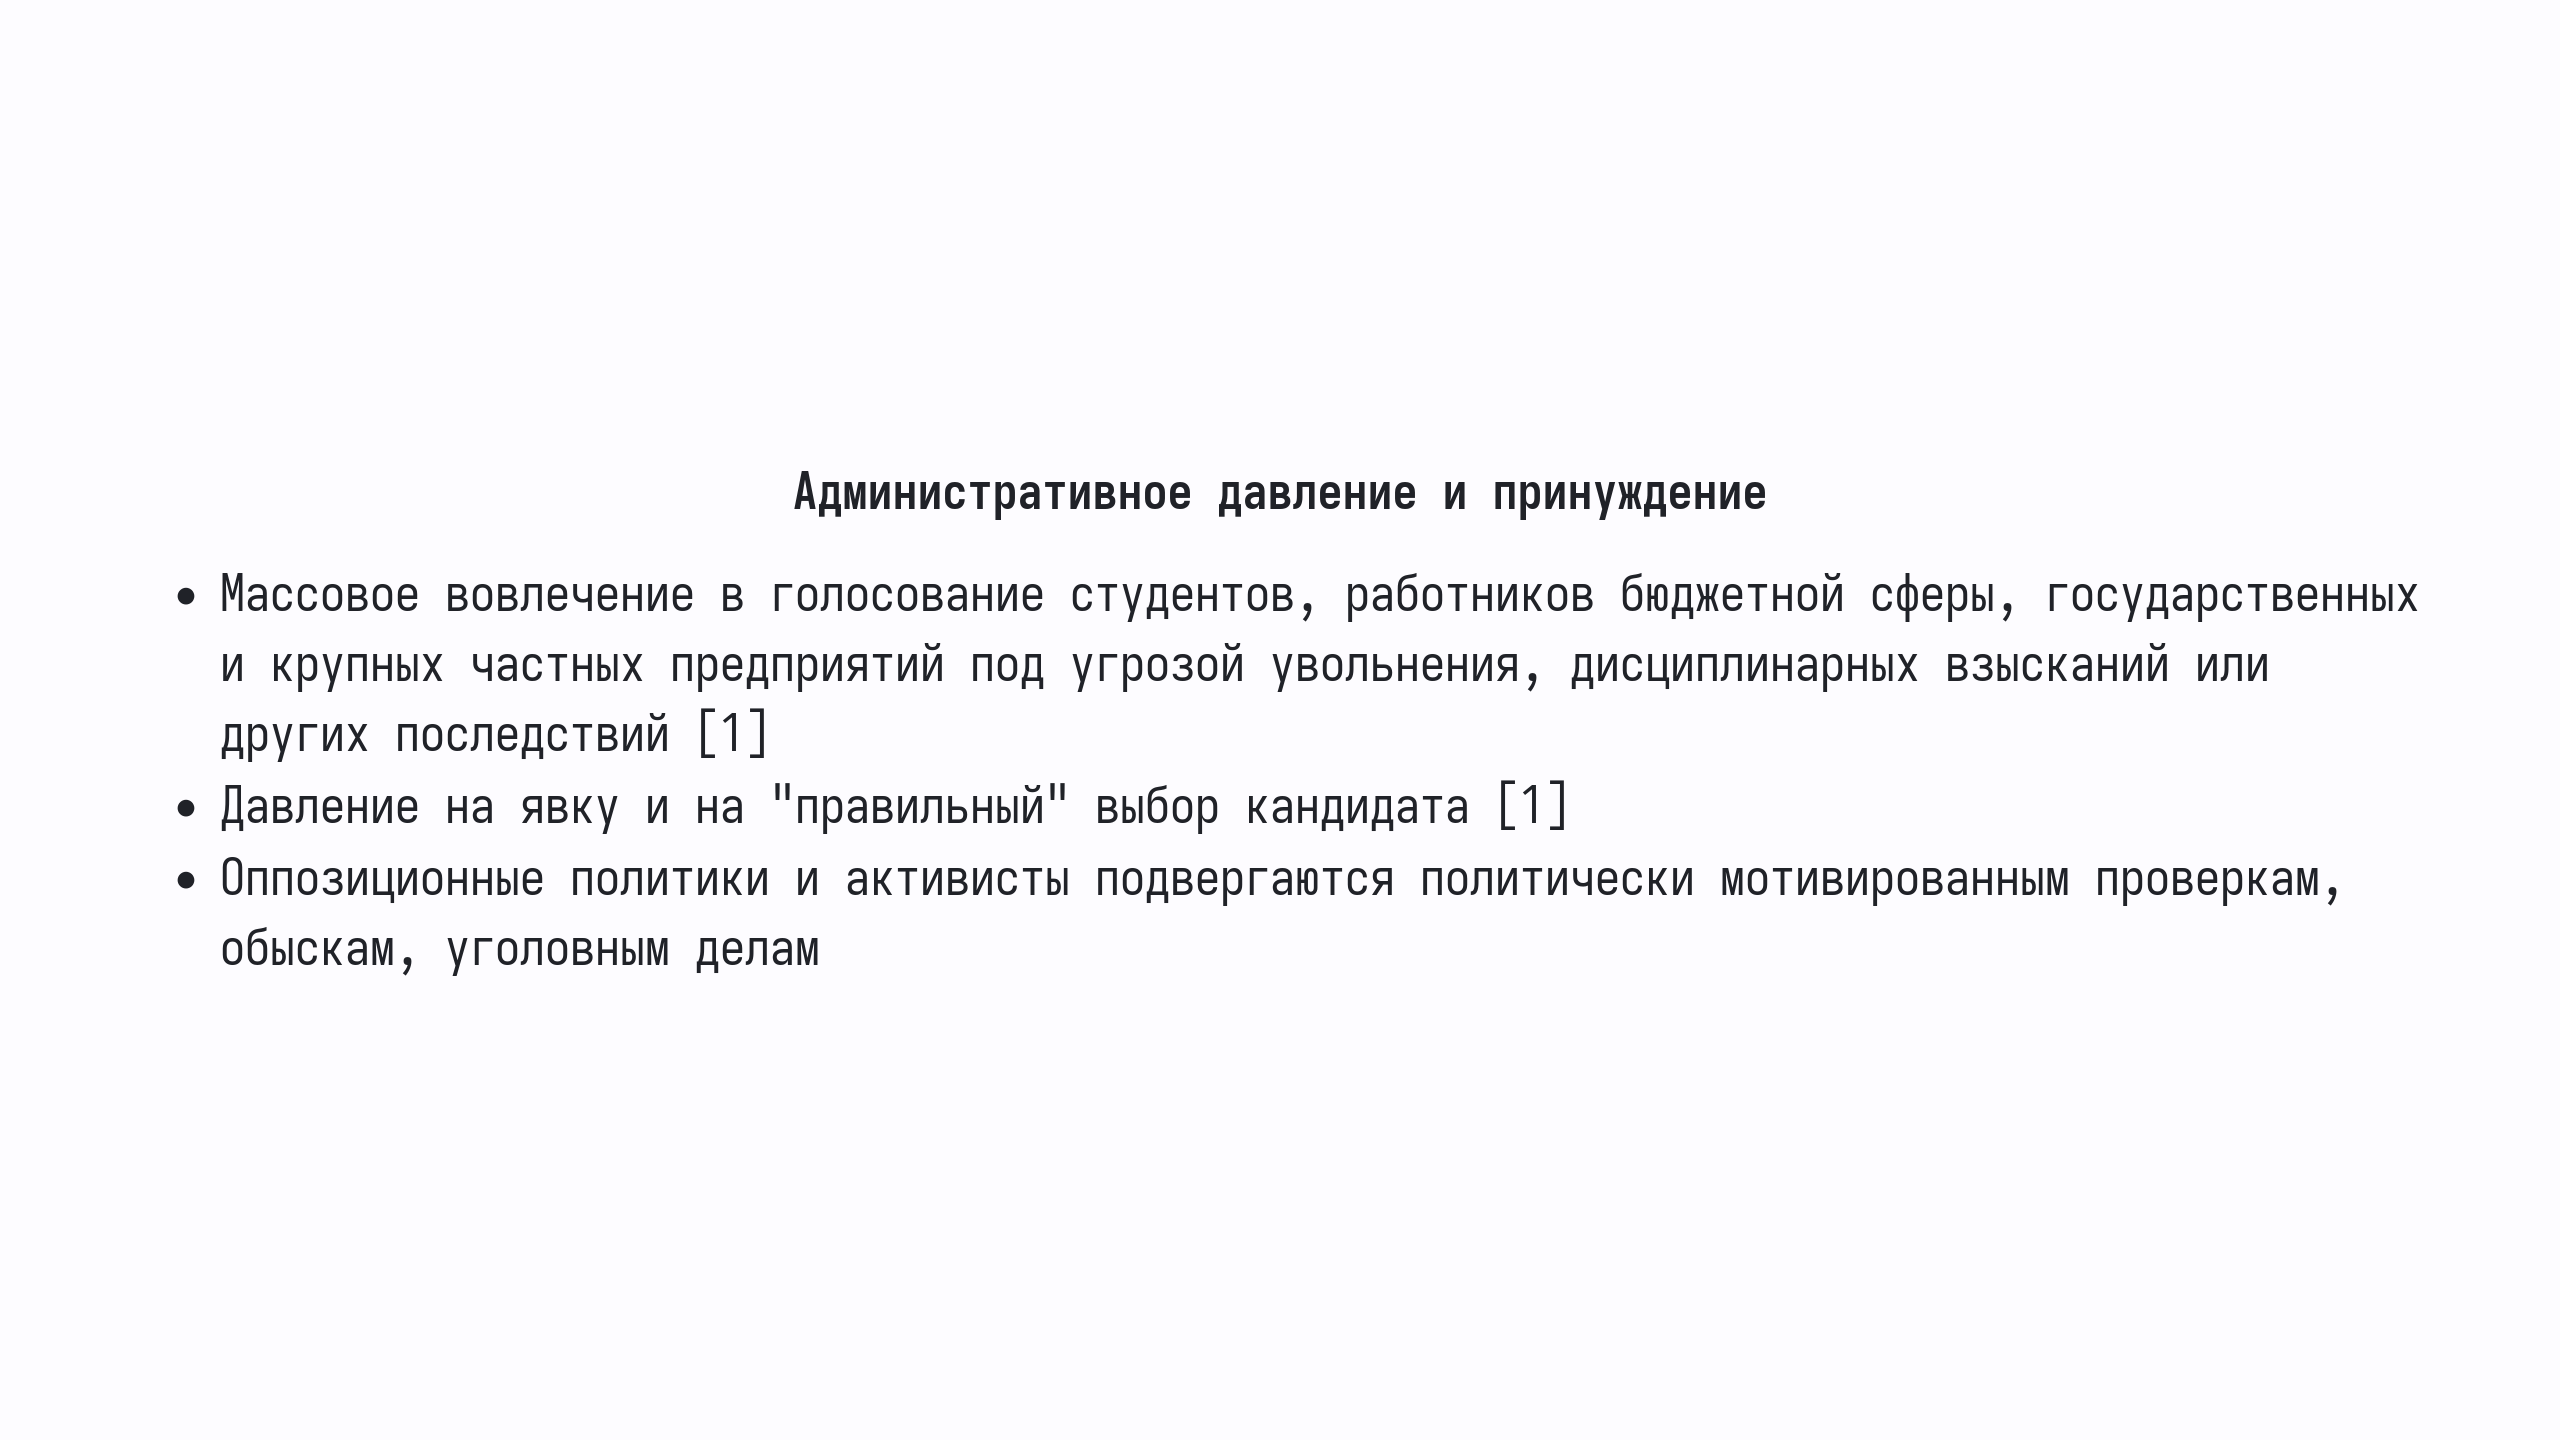 Административное давление и принуждение
• Массовое вовлечение в голосование студентов, работников бюджетной сферы, государственных
и крупных частных предприятий под угрозой увольнения, дисциплинарных взысканий или
других последствий [1]
• Давление на явку и на "правильный" выбор кандидата [1]
• Оппозиционные политики и активисты подвергаются политически мотивированным проверкам,
обыскам, уголовным делам